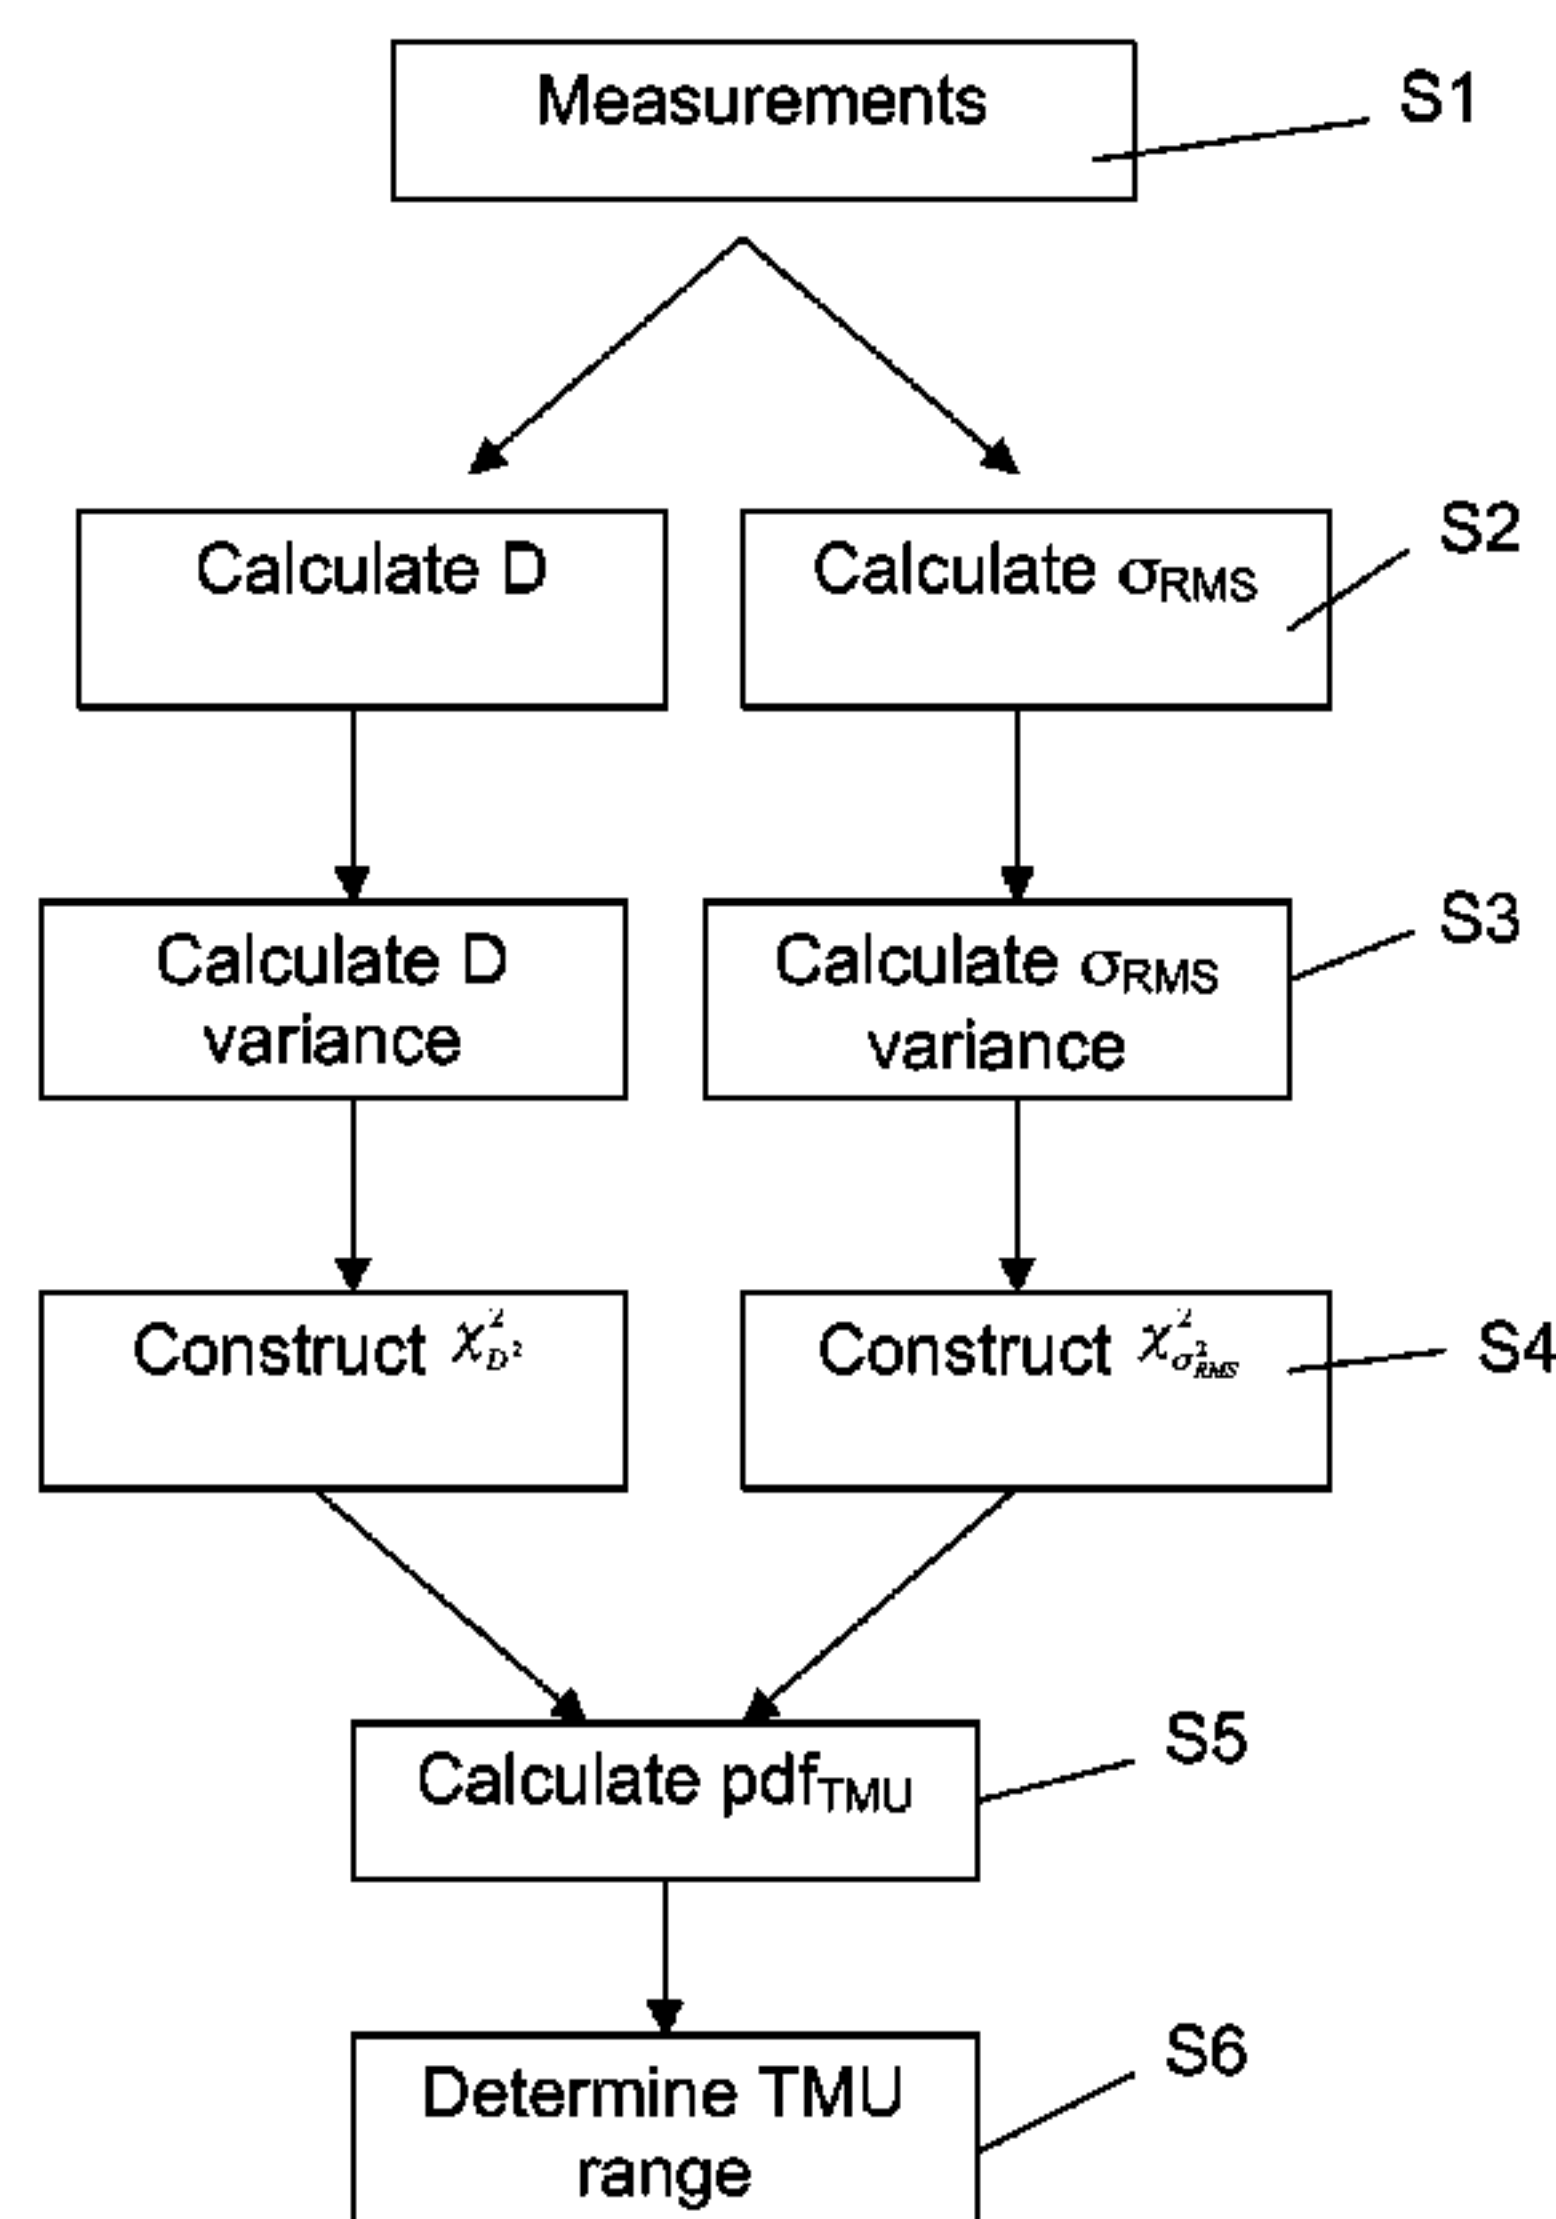 Measurements
S1
Calculate D
Calculate σRMS
S2
Calculate D
variance
Calculate σRMS
variance
S3
Construct χ²D²
Construct χ²σ²RMS
S4
Calculate pdfTMU
S5
Determine TMU
range
S6